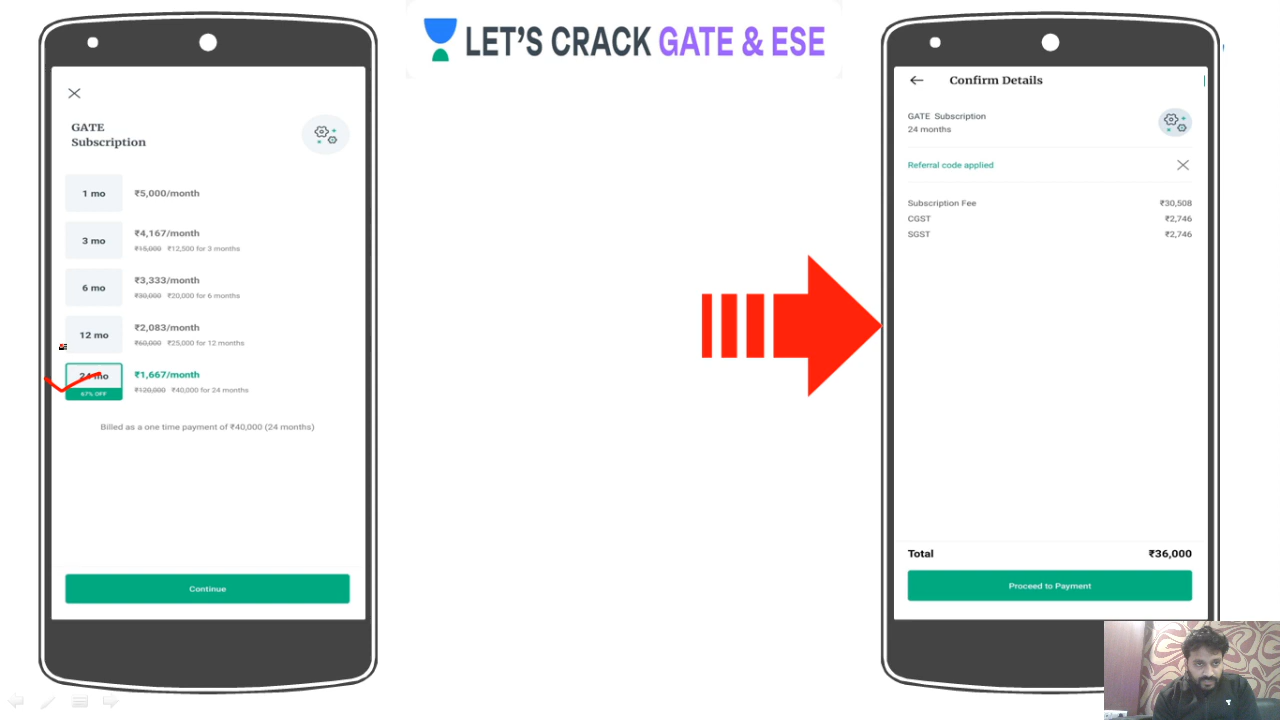 LET'S CRACK GATE & ESE
GATE
Subscription
1 mo
₹5,000/month
3 mo
₹4,167/month
₹15,000 ₹12,500 for 3 months
6 mo
₹3,333/month
₹30,000 ₹20,000 for 6 months
12 mo
₹2,083/month
₹60,000 ₹25,000 for 12 months
24 mo
67% OFF
₹1,667/month
₹120,000 ₹40,000 for 24 months
Billed as a one time payment of ₹40,000 (24 months)
Continue
Confirm Details
GATE Subscription
24 months
Referral code applied
Subscription Fee ₹30,508
CGST ₹2,746
SGST ₹2,746
Total ₹36,000
Proceed to Payment